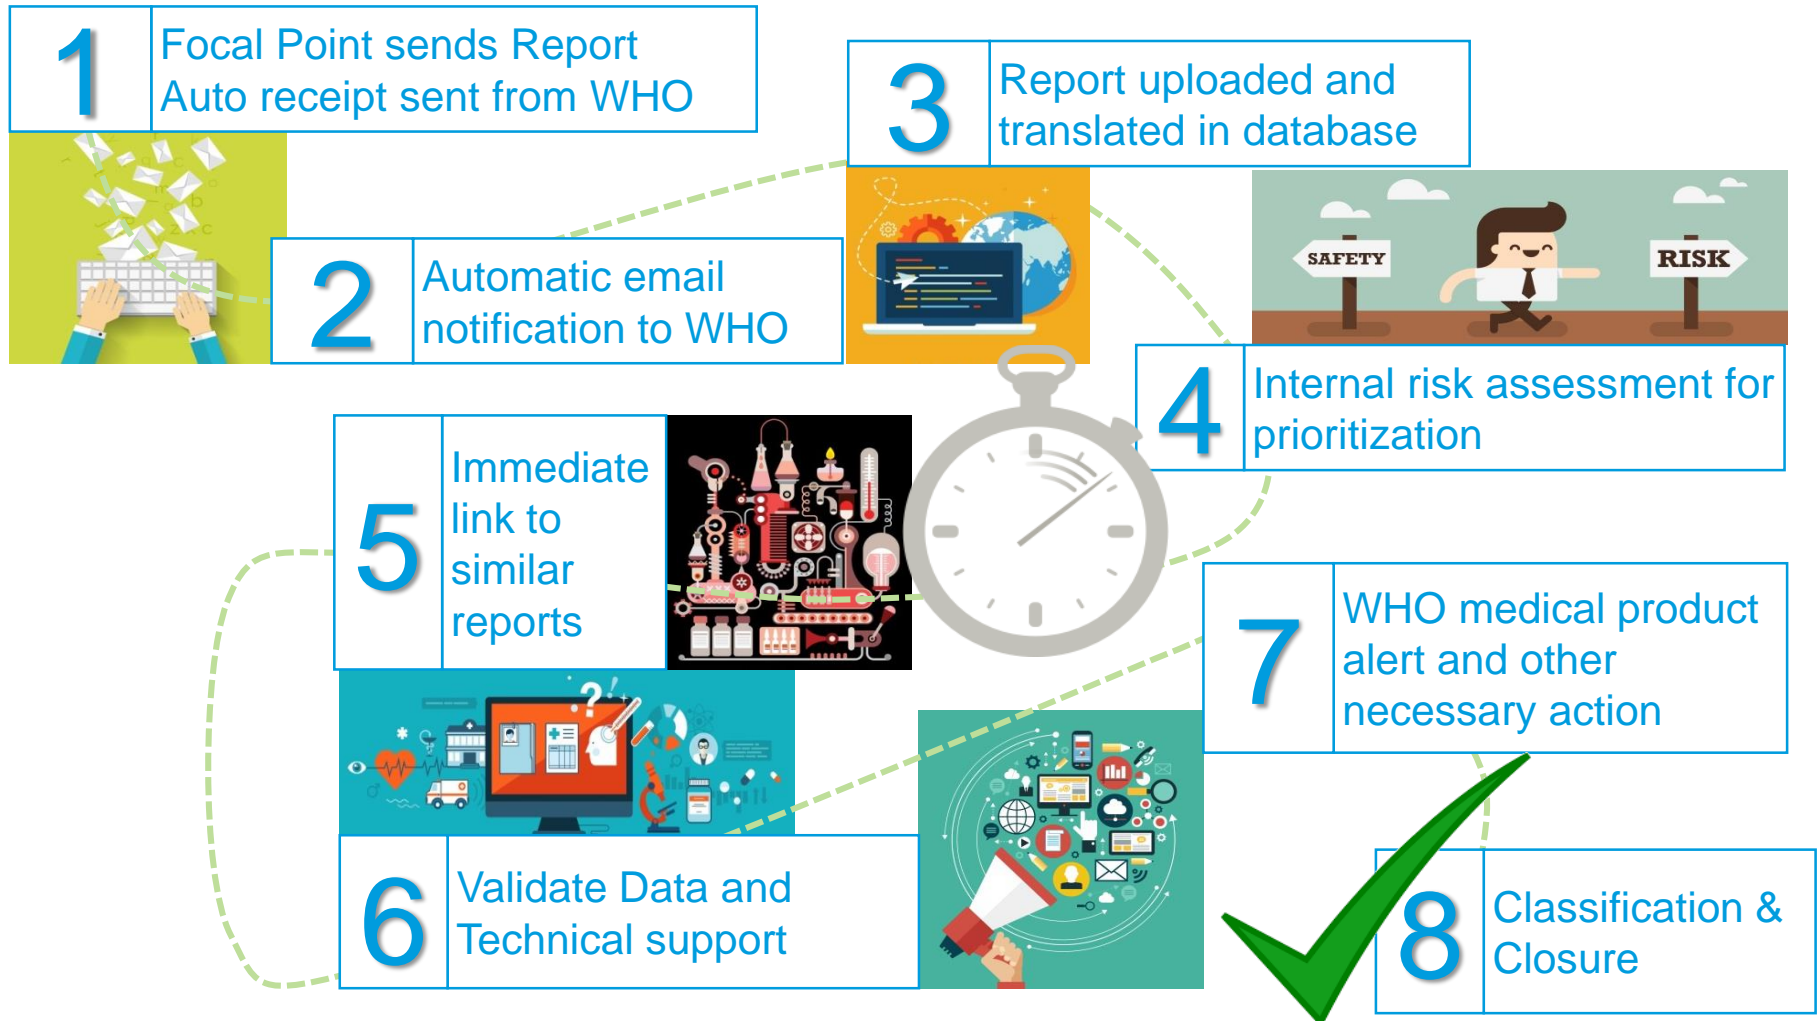 1
Focal Point sends Report
Auto receipt sent from WHO
2
Automatic email
notification to WHO
3
Report uploaded and
translated in database
SAFETY
RISK
4
Internal risk assessment for
prioritization
5
Immediate
link to
similar
reports
6
Validate Data and
Technical support
7
WHO medical product
alert and other
necessary action
8
Classification &
Closure